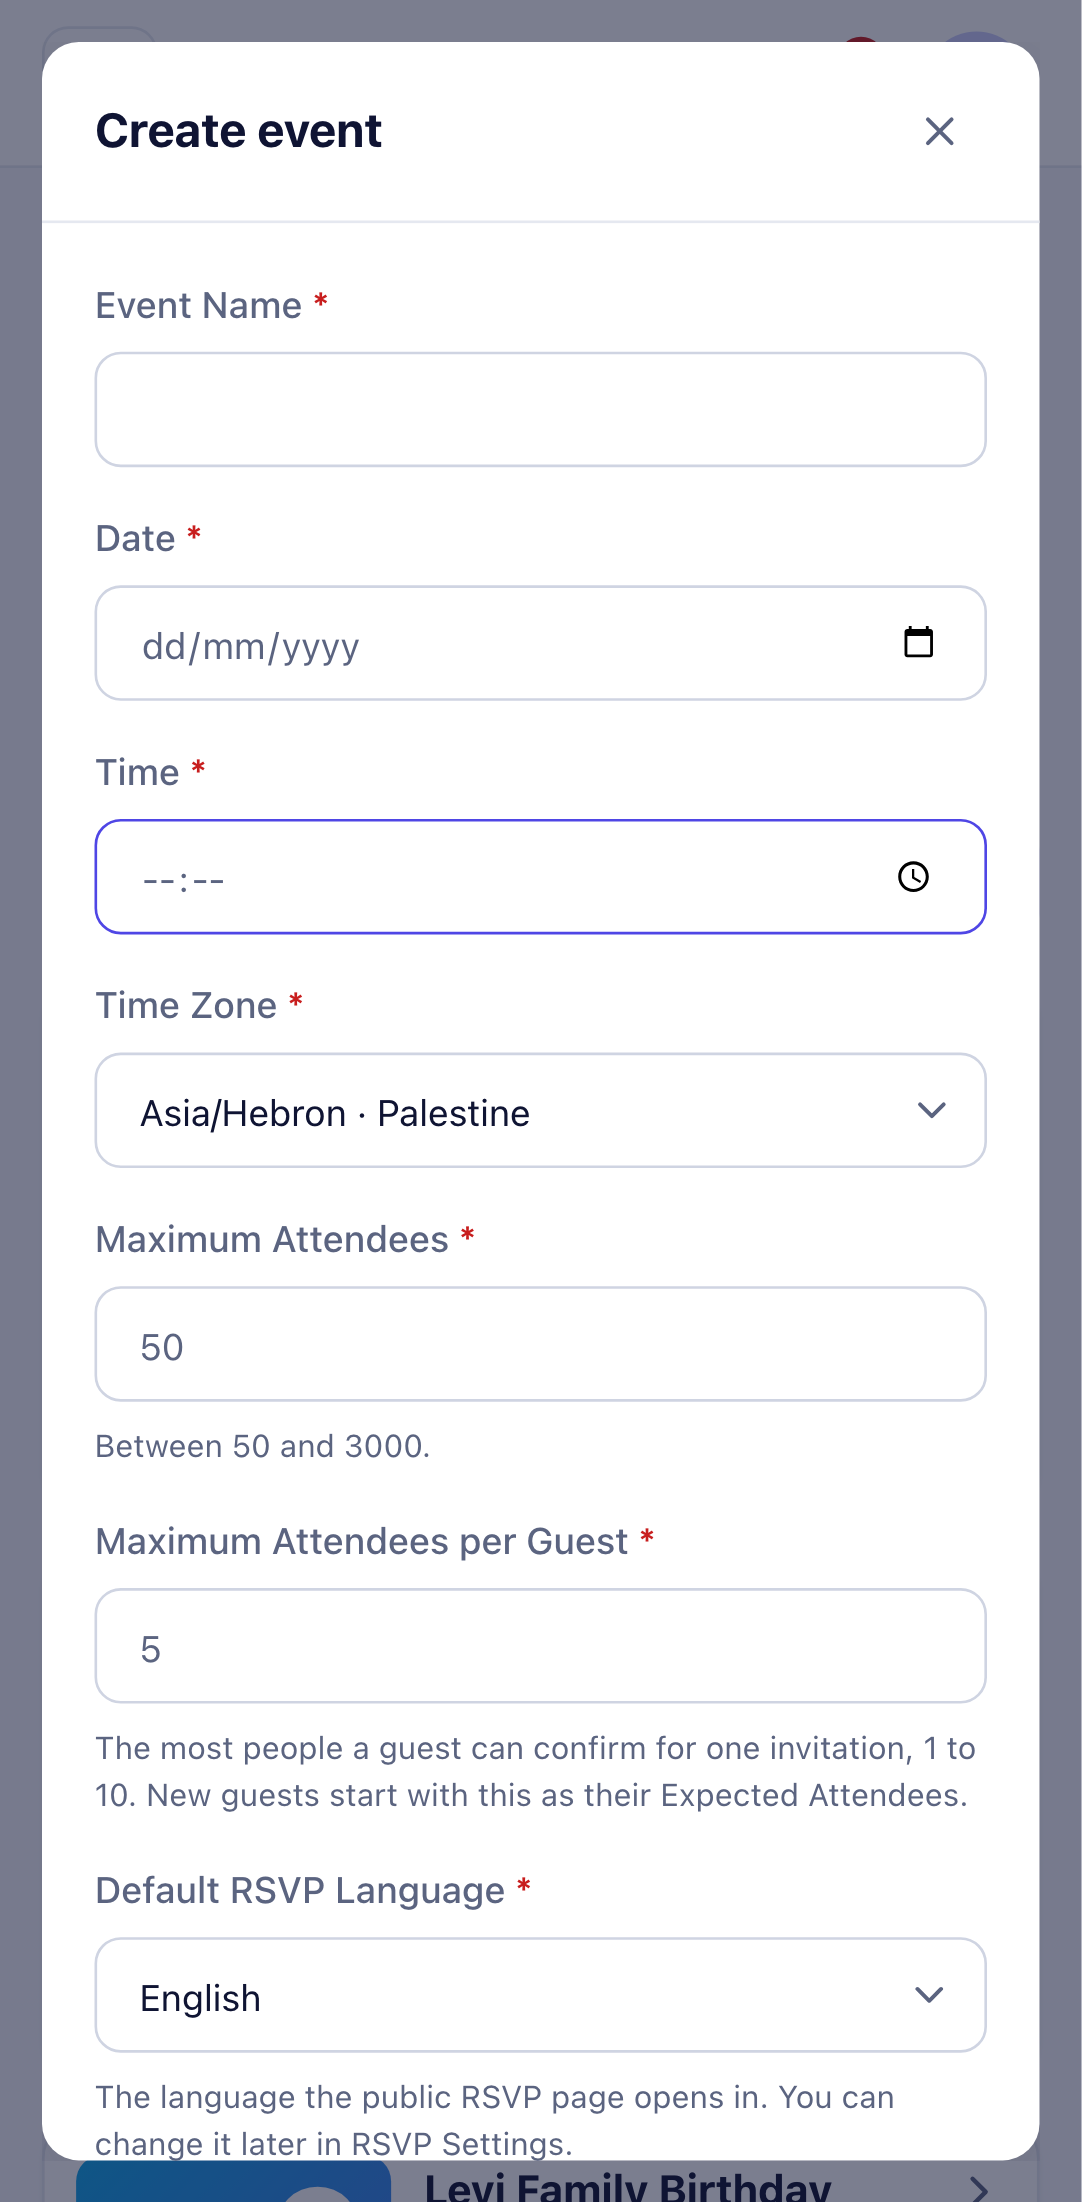 Create event
Event Name *
Date *
dd/mm/yyyy
Time *
--:--
Time Zone *
Asia/Hebron · Palestine
Maximum Attendees *
50
Between 50 and 3000.
Maximum Attendees per Guest *
5
The most people a guest can confirm for one invitation, 1 to
10. New guests start with this as their Expected Attendees.
Default RSVP Language *
English
The language the public RSVP page opens in. You can
change it later in RSVP Settings.
Levi Family Birthday